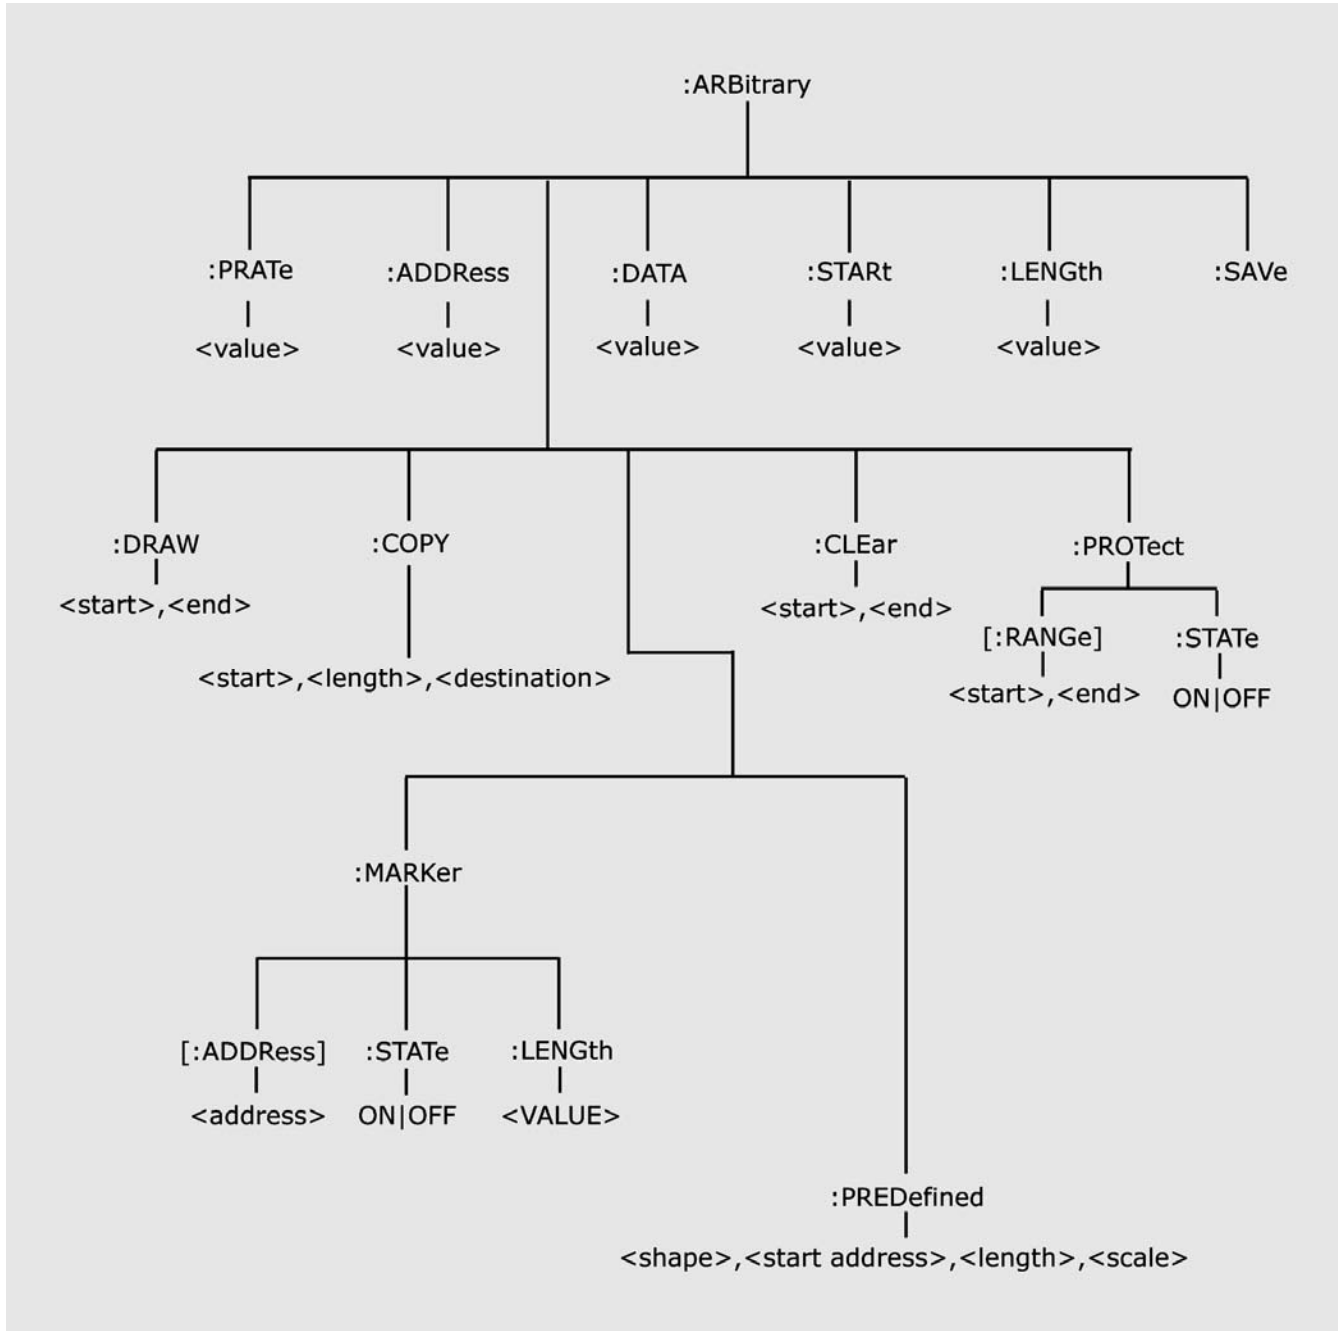 :ARBitrary
:PRATe :ADDRess :DATA :STARt :LENGth :SAVe
<value> <value> <value> <value> <value>
:DRAW :COPY :CLEar :PROTect
<start>,<end> <start>,<end>
[:RANGe] :STATe
<start>,<length>,<destination> <start>,<end> ON|OFF
:MARKer
[:ADDRess] :STATe :LENGth
<address> ON|OFF <VALUE>
:PREDefined
<shape>,<start address>,<length>,<scale>